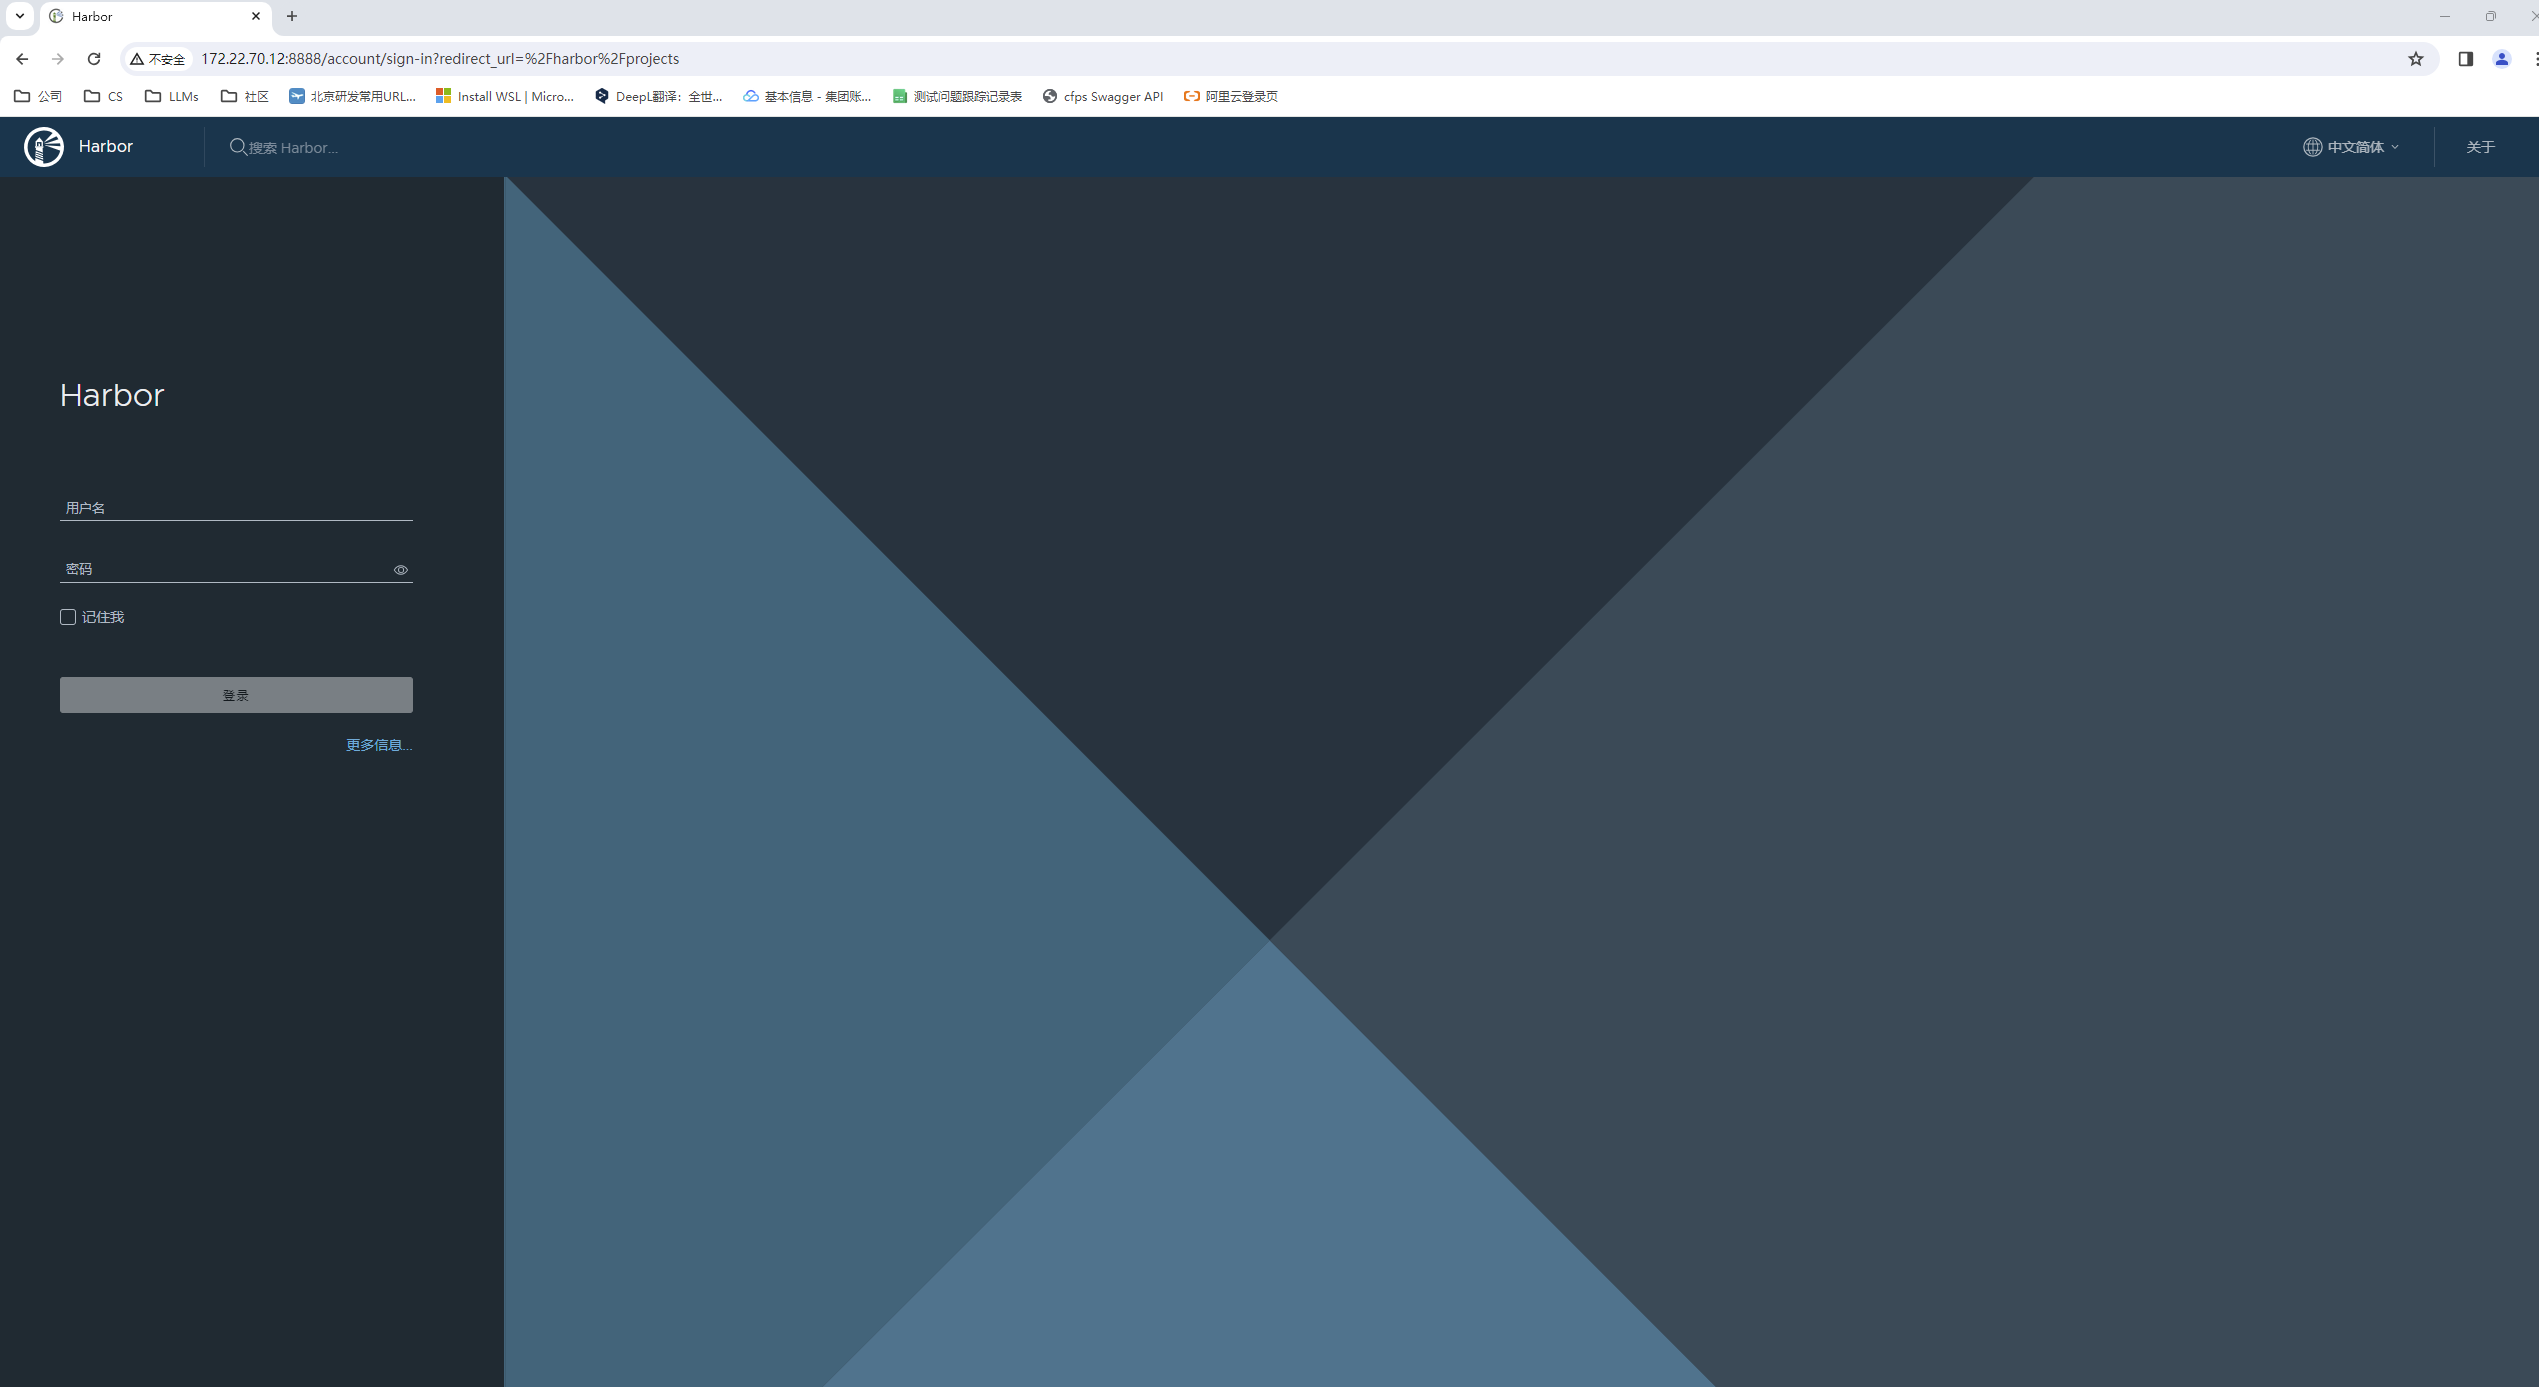 Harbor
不安全 172.22.70.12:8888/account/sign-in?redirect_url=%2Fharbor%2Fprojects
公司 CS LLMs 社区 北京研发常用URL... Install WSL | Micro... DeepL翻译：全世... 基本信息 - 集团账... 测试问题跟踪记录表 cfps Swagger API 阿里云登录页
Harbor 搜索 Harbor... 中文简体 关于
Harbor
用户名
密码
记住我
登录
更多信息...